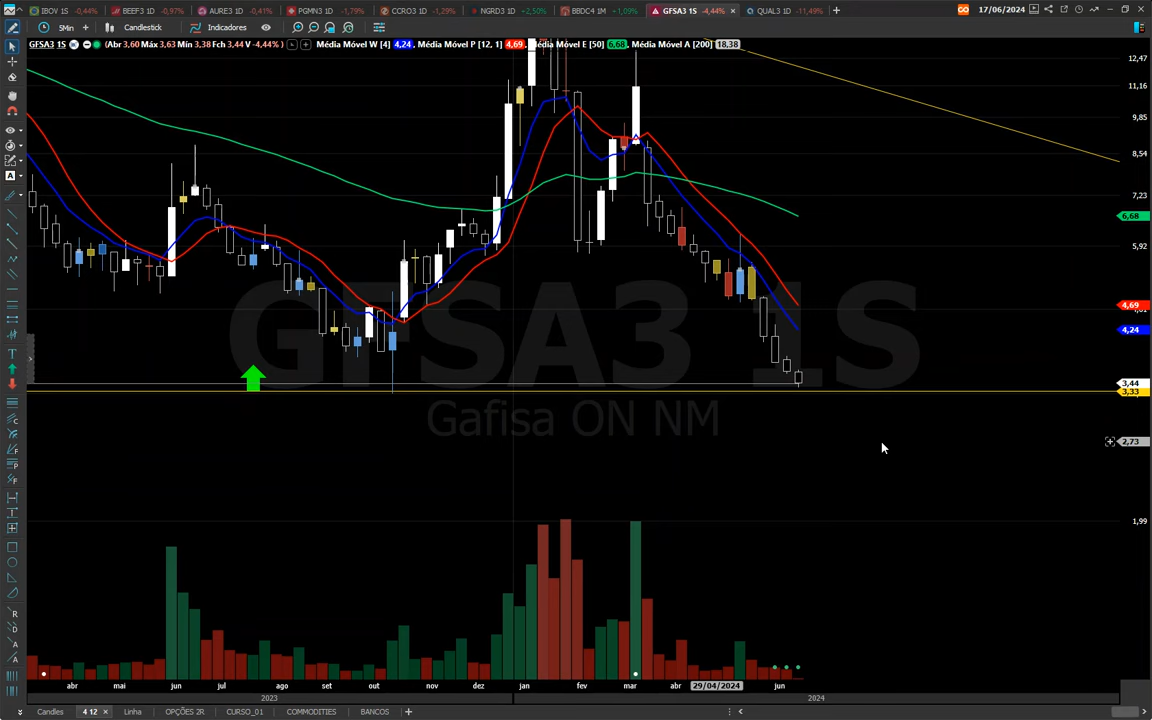 IBOV 1S -0,44% BEEF3 1D -0,97% AURE3 1D -0,41% PGMN3 1D -1,79% CCRO3 1D -0,29% NGRD3 1D -2,50% BBDC4 1M -1,09% GFSA3 1S -4,44% × QUAL3 1D -11,49% + GO 17/06/2024
5Min Candlestick Indicadores
GFSA3 1S (Abr 3,60 Máx 3,63 Min 3,38 Fch 3,44 V -4,44%) Média Móvel W [4] 4,24 , Média Móvel P [12, 1] 4,69 Média Móvel E [50] 6,68 , Média Móvel A [200] 18,38
12,47
11,16
9,85
8,54
7,23
6,68
5,92
4,69
4,24
3,44
3,33
2,73
1,99
GFSA3 1S
Gafisa ON NM
abr mai jun jul ago set out nov dez jan fev mar abr 29/04/2024 jun
2023 2024
Candles 4 12 × Linha OPÇÕES 2R CURSO_01 COMMODITIES BANCOS +